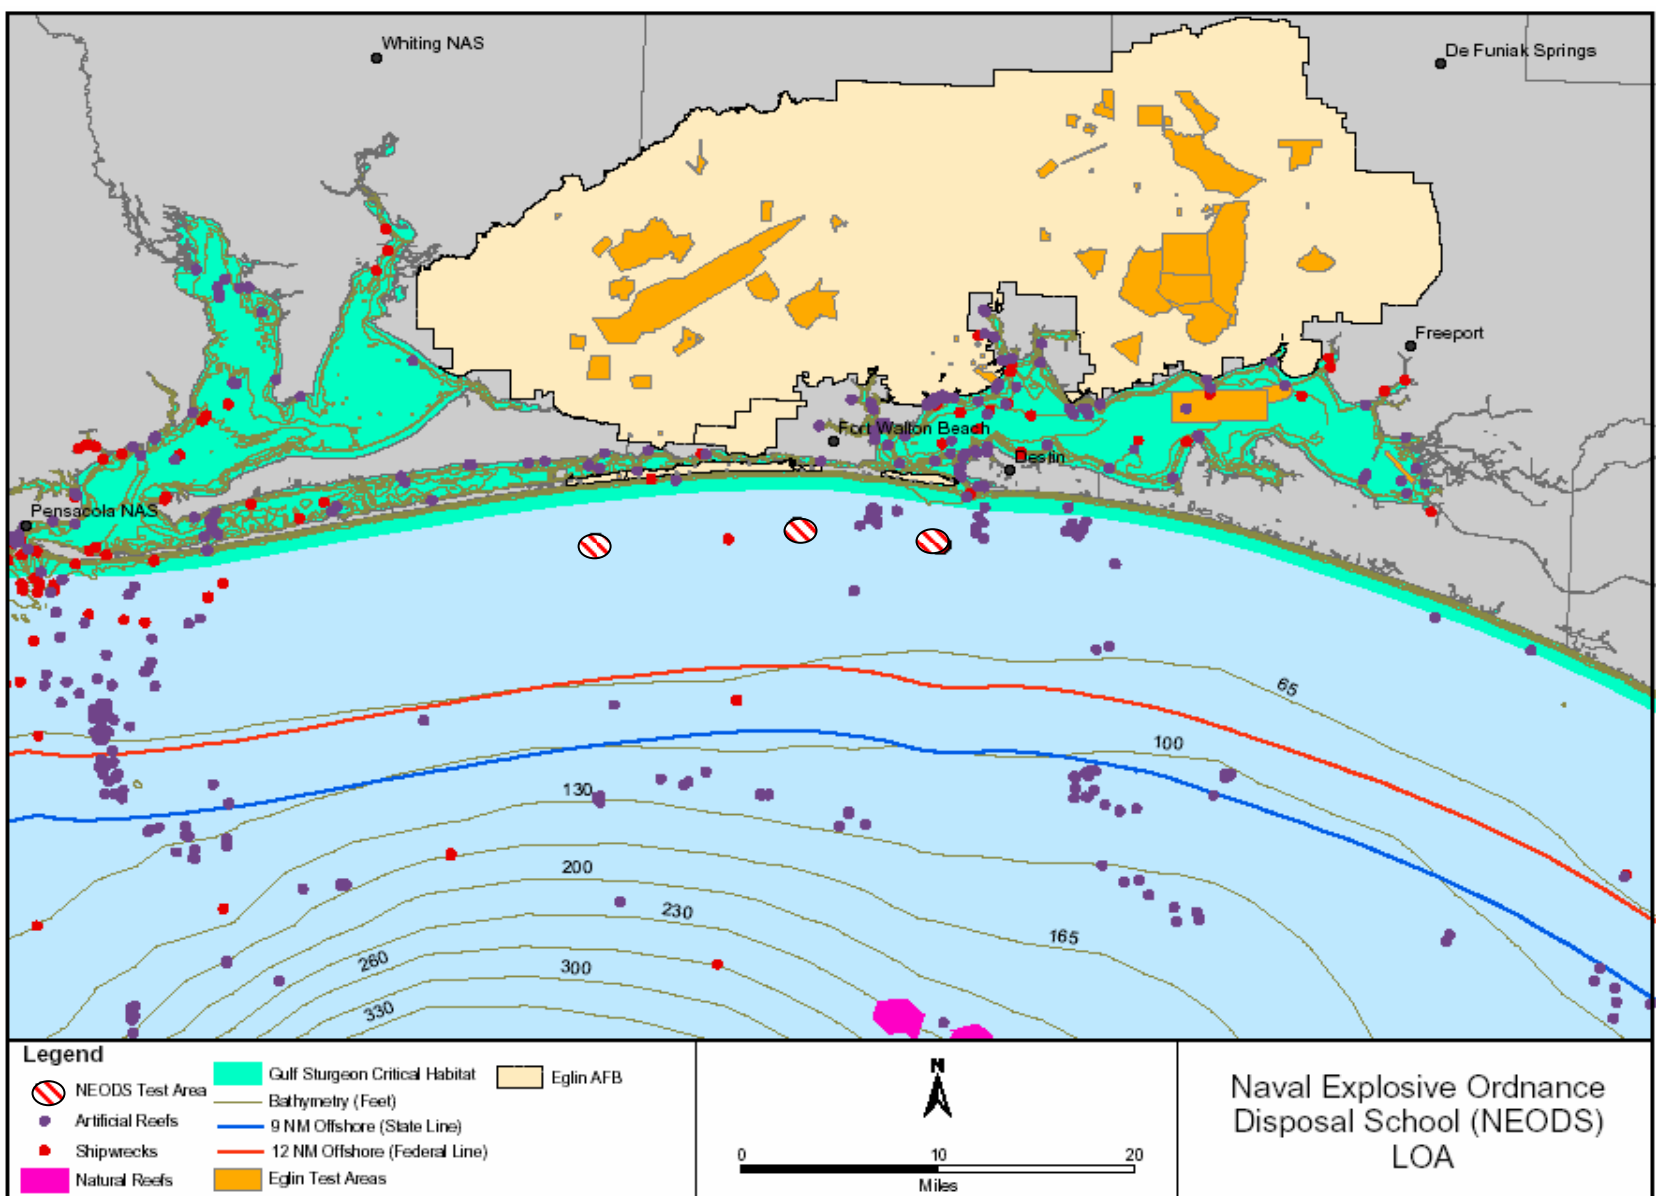 Whiting NAS
De Funiak Springs
Freeport
Fort Walton Beach
Destin
Pensacola NAS
65
100
130
200
230
165
260
300
330
Legend
NEODS Test Area
Artificial Reefs
Shipwrecks
Natural Reefs
Gulf Sturgeon Critical Habitat
Bathymetry (Feet)
9 NM Offshore (State Line)
12 NM Offshore (Federal Line)
Eglin Test Areas
Eglin AFB
N
0 10 20
Miles
Naval Explosive Ordnance
Disposal School (NEODS)
LOA